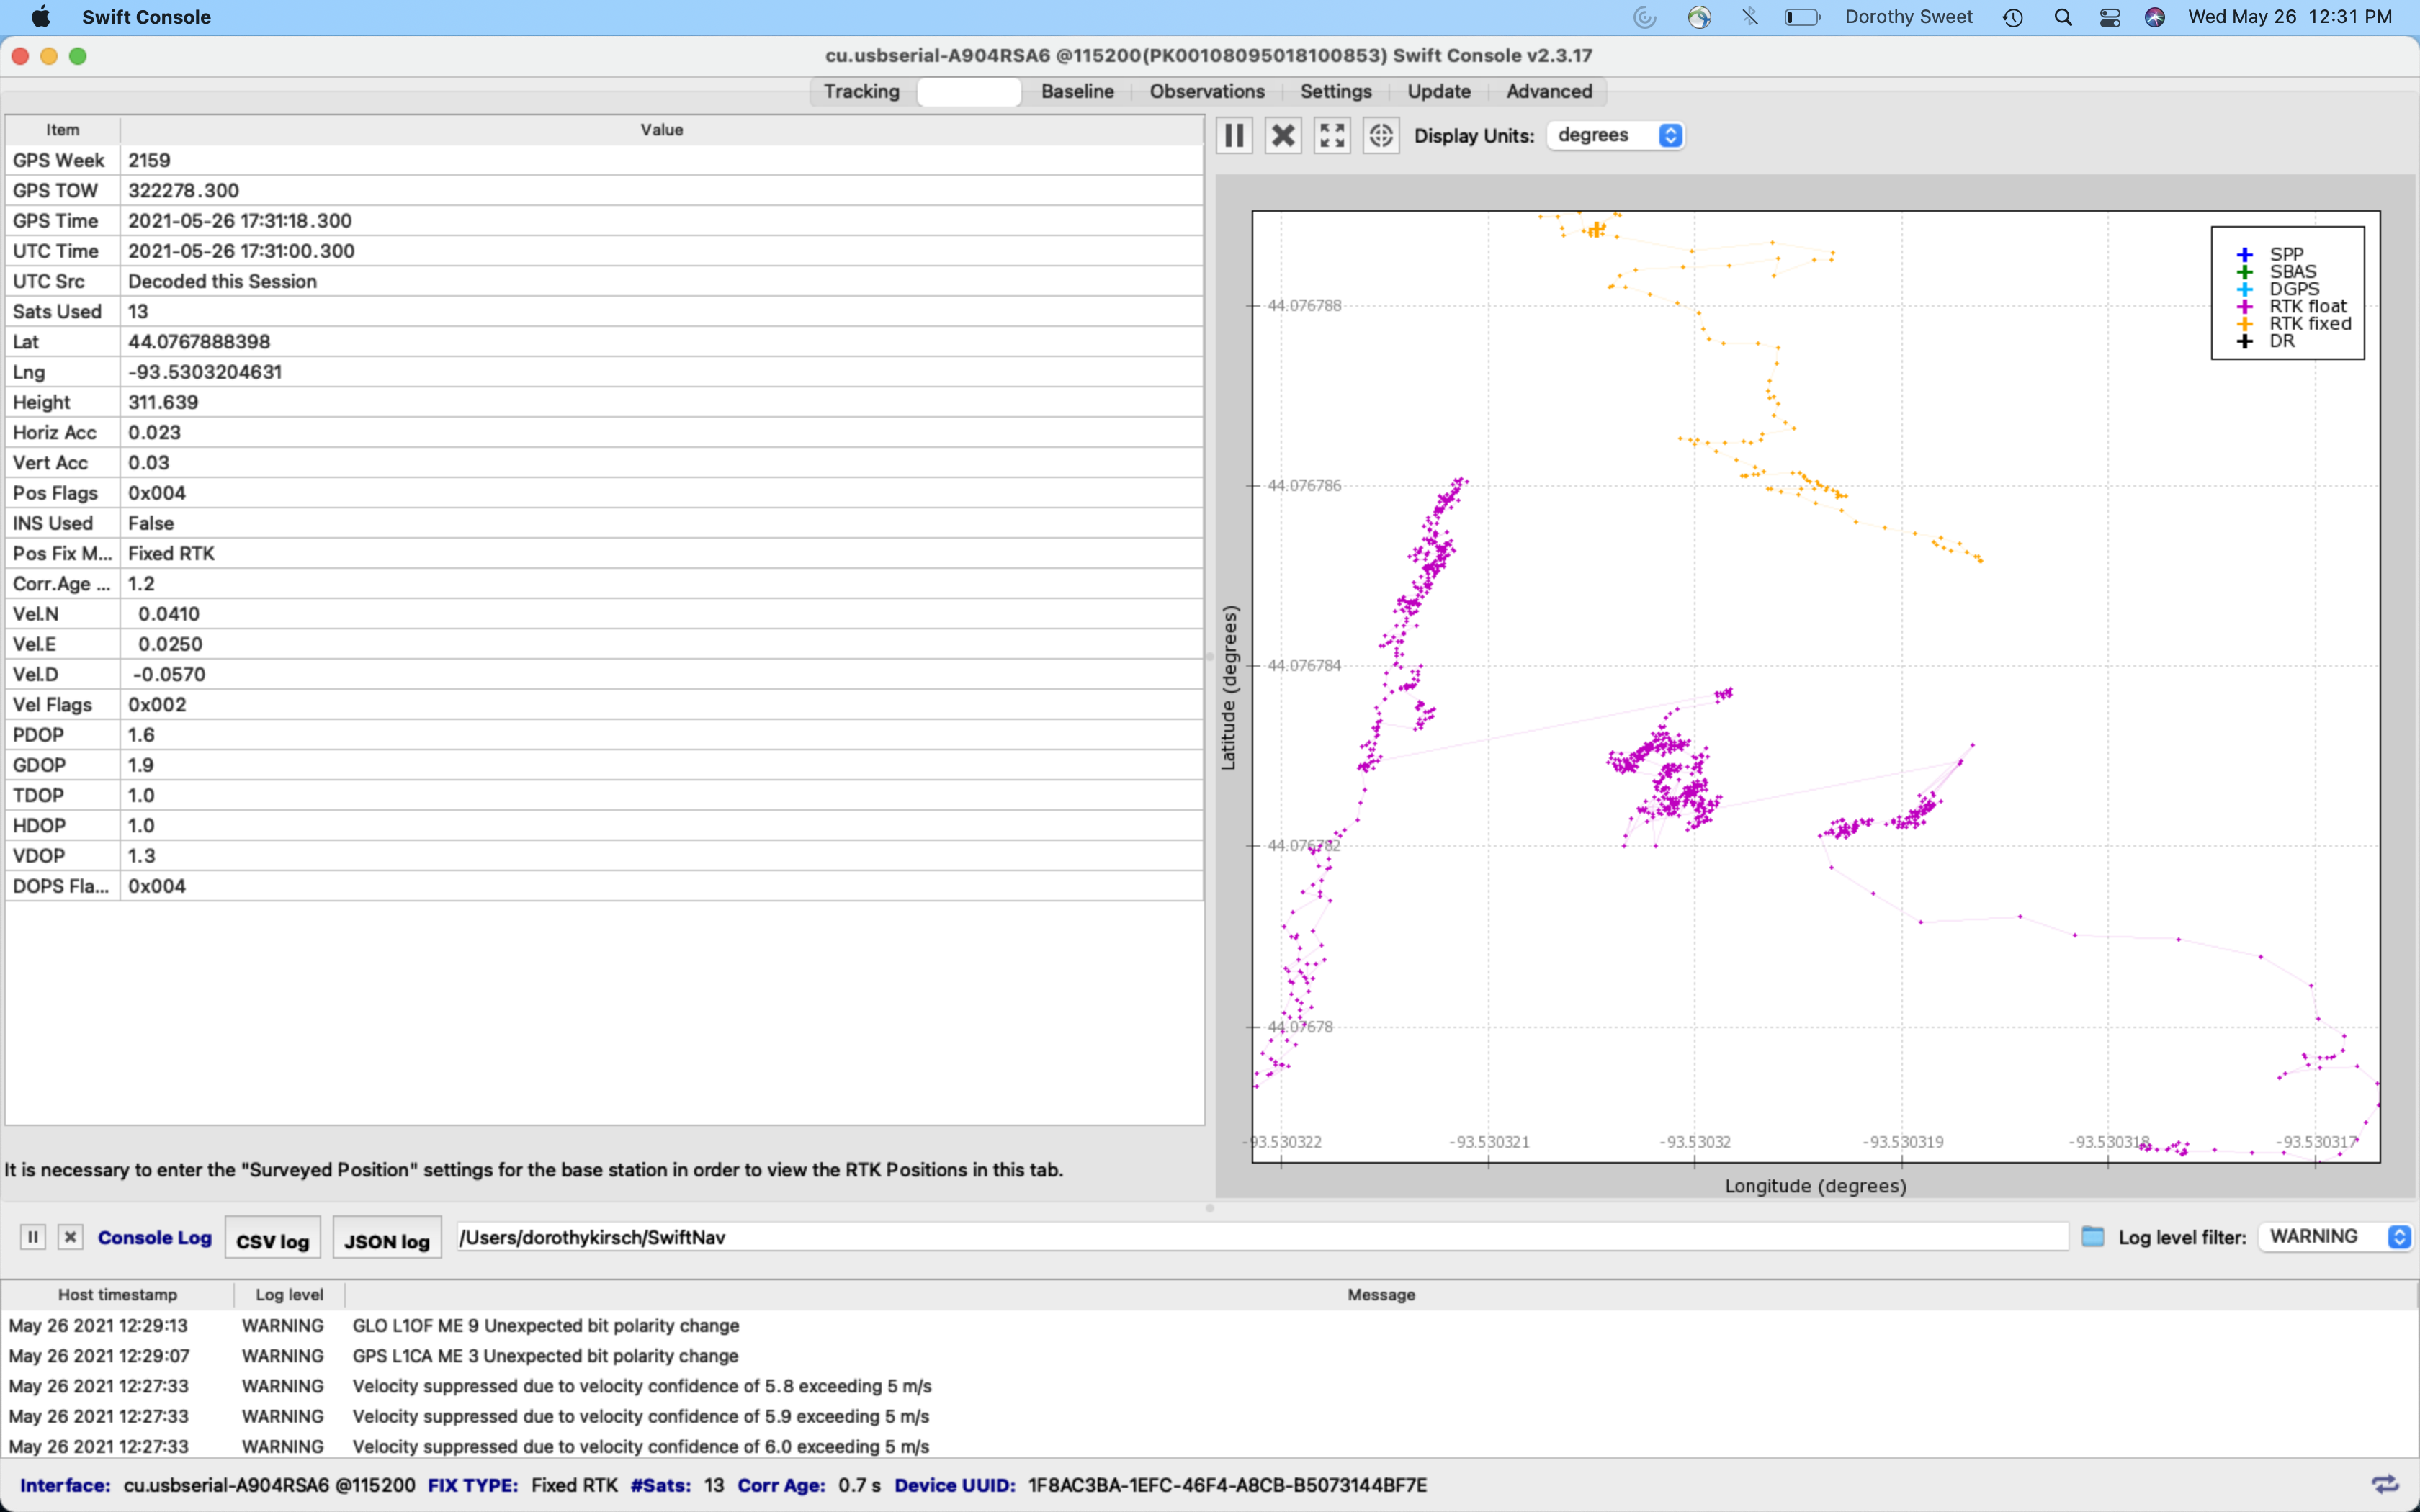 Swift Console Dorothy Sweet Wed May 26 12:31 PM
cu.usbserial-A904RSA6 @115200(PK00108095018100853) Swift Console v2.3.17
Tracking Baseline Observations Settings Update Advanced
Item Value
GPS Week 2159
GPS TOW 322278.300
GPS Time 2021-05-26 17:31:18.300
UTC Time 2021-05-26 17:31:00.300
UTC Src Decoded this Session
Sats Used 13
Lat 44.0767888398
Lng -93.5303204631
Height 311.639
Horiz Acc 0.023
Vert Acc 0.03
Pos Flags 0x004
INS Used False
Pos Fix M... Fixed RTK
Corr.Age ... 1.2
Vel.N 0.0410
Vel.E 0.0250
Vel.D -0.0570
Vel Flags 0x002
PDOP 1.6
GDOP 1.9
TDOP 1.0
HDOP 1.0
VDOP 1.3
DOPS Fla... 0x004
It is necessary to enter the "Surveyed Position" settings for the base station in order to view the RTK Positions in this tab.
Display Units: degrees
SPP
SBAS
DGPS
RTK float
RTK fixed
DR
Latitude (degrees)
44.076788
44.076786
44.076784
44.076782
44.07678
-93.530322 -93.530321 -93.53032 -93.530319 -93.530318 -93.530317
Longitude (degrees)
Console Log CSV log JSON log /Users/dorothykirsch/SwiftNav Log level filter: WARNING
Host timestamp Log level Message
May 26 2021 12:29:13 WARNING GLO L1OF ME 9 Unexpected bit polarity change
May 26 2021 12:29:07 WARNING GPS L1CA ME 3 Unexpected bit polarity change
May 26 2021 12:27:33 WARNING Velocity suppressed due to velocity confidence of 5.8 exceeding 5 m/s
May 26 2021 12:27:33 WARNING Velocity suppressed due to velocity confidence of 5.9 exceeding 5 m/s
May 26 2021 12:27:33 WARNING Velocity suppressed due to velocity confidence of 6.0 exceeding 5 m/s
Interface: cu.usbserial-A904RSA6 @115200 FIX TYPE: Fixed RTK #Sats: 13 Corr Age: 0.7 s Device UUID: 1F8AC3BA-1EFC-46F4-A8CB-B5073144BF7E